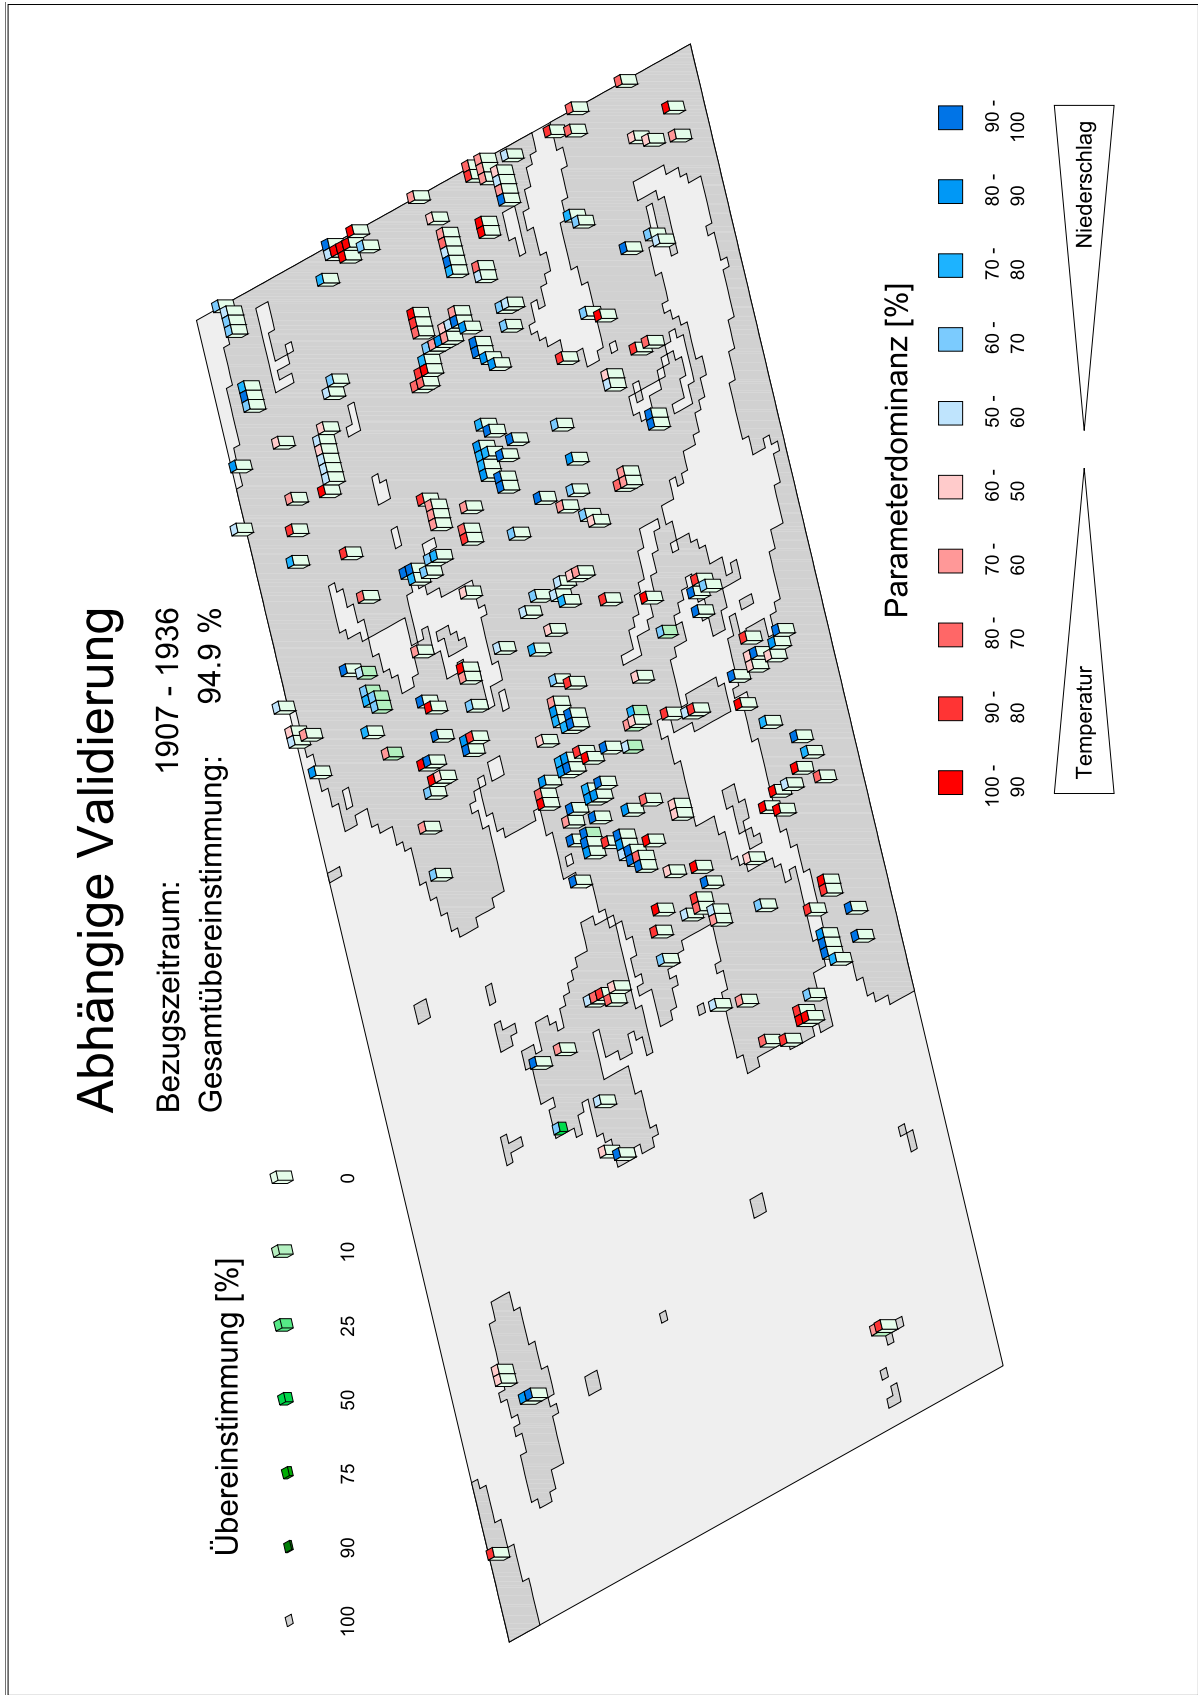 Abhängige Validierung
Bezugszeitraum: 1907 - 1936
Gesamtübereinstimmung: 94.9 %
Übereinstimmung [%]
100 90 75 50 25 10 0
Parameterdominanz [%]
100 - 90 - 80 - 70 - 60 - 50 - 60 - 70 - 80 - 90 -
90 80 70 60 50 60 70 80 90 100
Temperatur Niederschlag